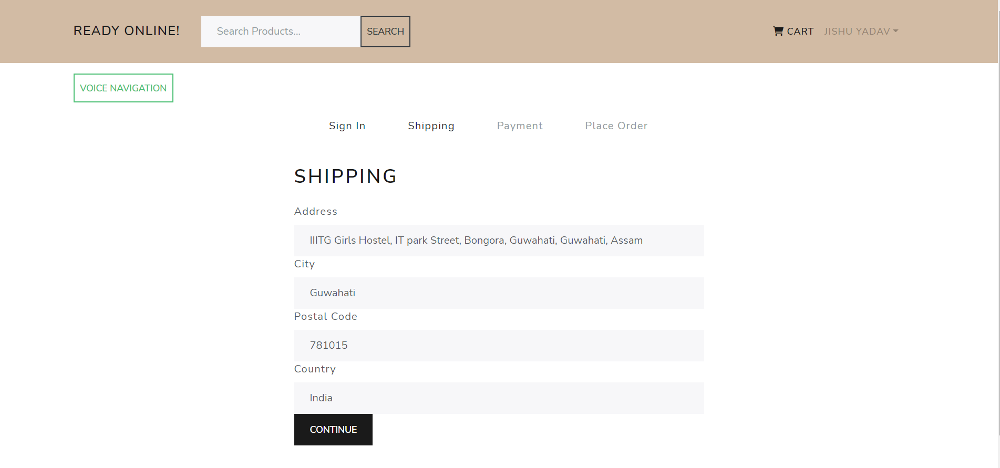 READY ONLINE!
Search Products...
SEARCH
CART
JISHU YADAV
VOICE NAVIGATION
Sign In
Shipping
Payment
Place Order
SHIPPING
Address
IIITG Girls Hostel, IT park Street, Bongora, Guwahati, Guwahati, Assam
City
Guwahati
Postal Code
781015
Country
India
CONTINUE